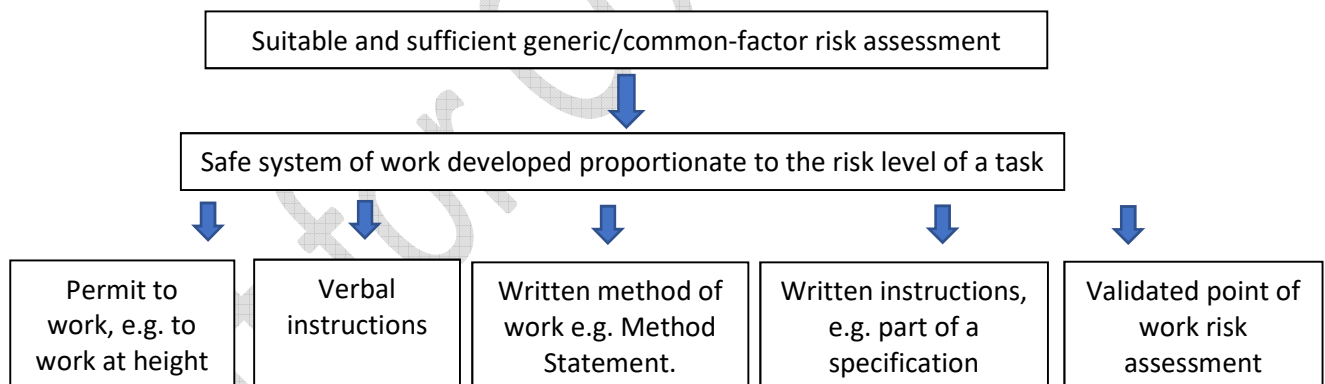 Suitable and sufficient generic/common-factor risk assessment
Safe system of work developed proportionate to the risk level of a task
Permit to
work, e.g. to
work at height
Verbal
instructions
Written method of
work e.g. Method
Statement.
Written instructions,
e.g. part of a
specification
Validated point of
work risk
assessment
for